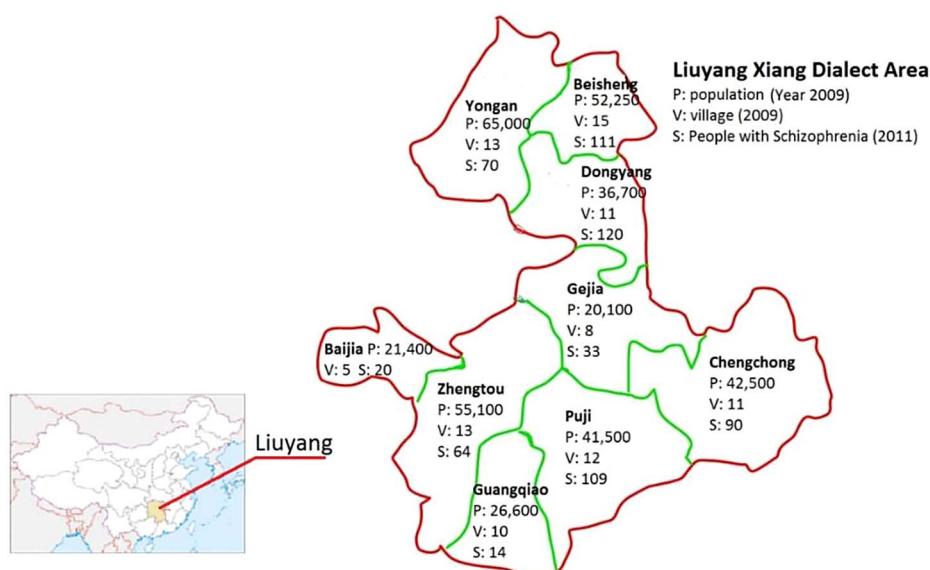 Liuyang Xiang Dialect Area
P: population (Year 2009)
V: village (2009)
S: People with Schizophrenia (2011)
Beisheng
P: 52,250
V: 15
S: 111
Yongan
P: 65,000
V: 13
S: 70
Dongyang
P: 36,700
V: 11
S: 120
Gejia
P: 20,100
V: 8
S: 33
Baijia P: 21,400
V: 5 S: 20
Chengchong
P: 42,500
V: 11
S: 90
Zhengtou
P: 55,100
V: 13
S: 64
Puji
P: 41,500
V: 12
S: 109
Liuyang
Guangqiao
P: 26,600
V: 10
S: 14